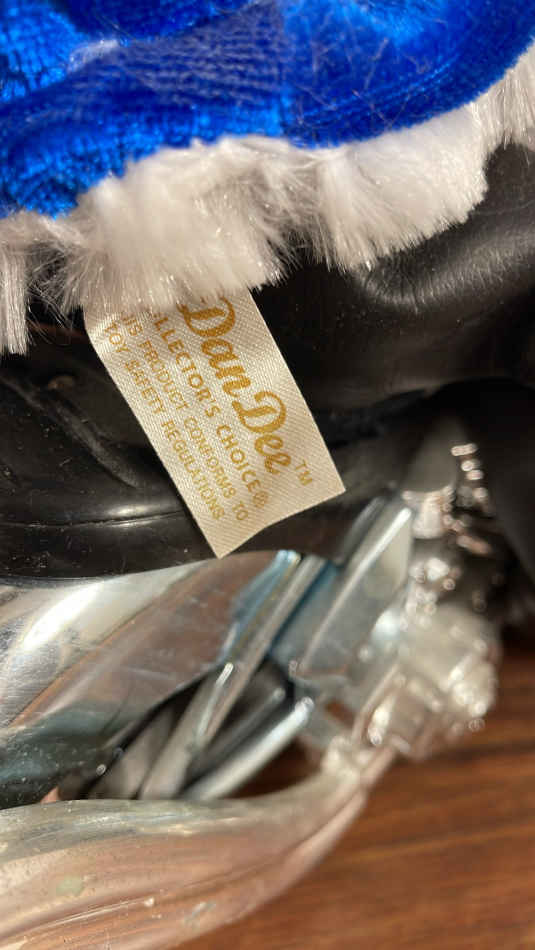 Dan Dee™
COLLECTOR'S CHOICE®
THIS PRODUCT CONFORMS TO
TOY SAFETY REGULATIONS